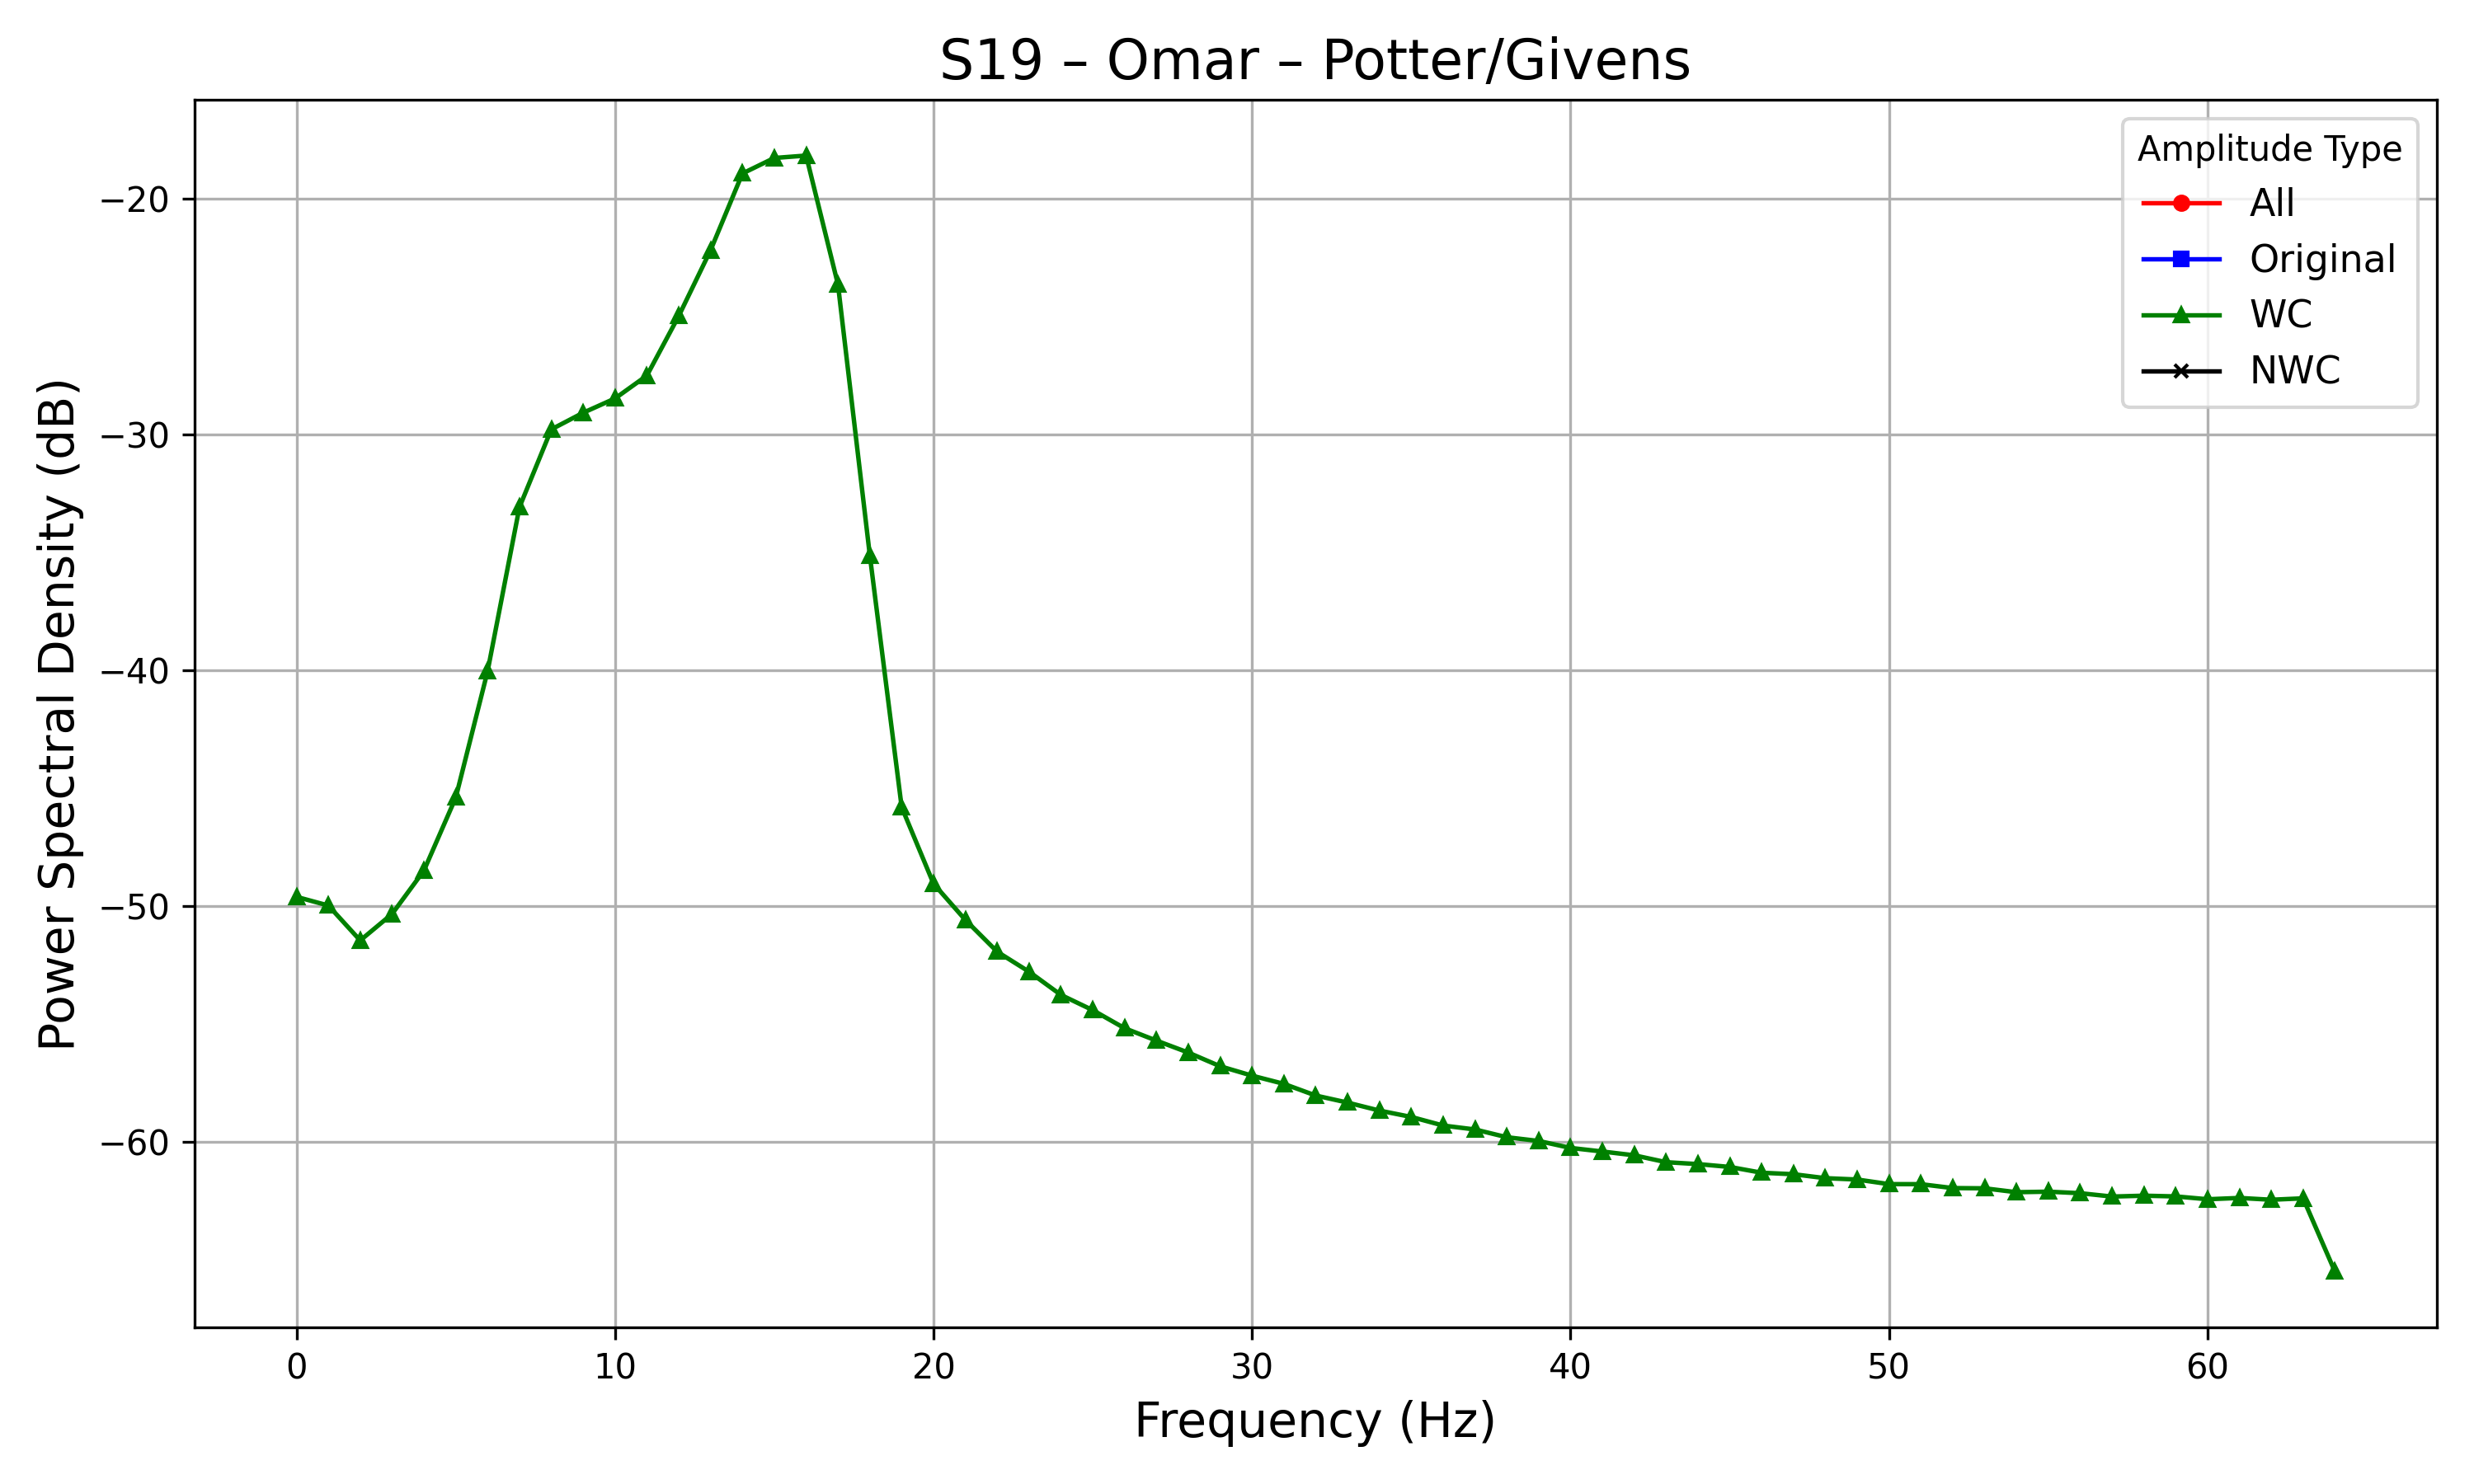 S19 – Omar – Potter/Givens
Amplitude Type
All
Original
WC
NWC
Power Spectral Density (dB)
−20
−30
−40
−50
−60
0 10 20 30 40 50 60
Frequency (Hz)